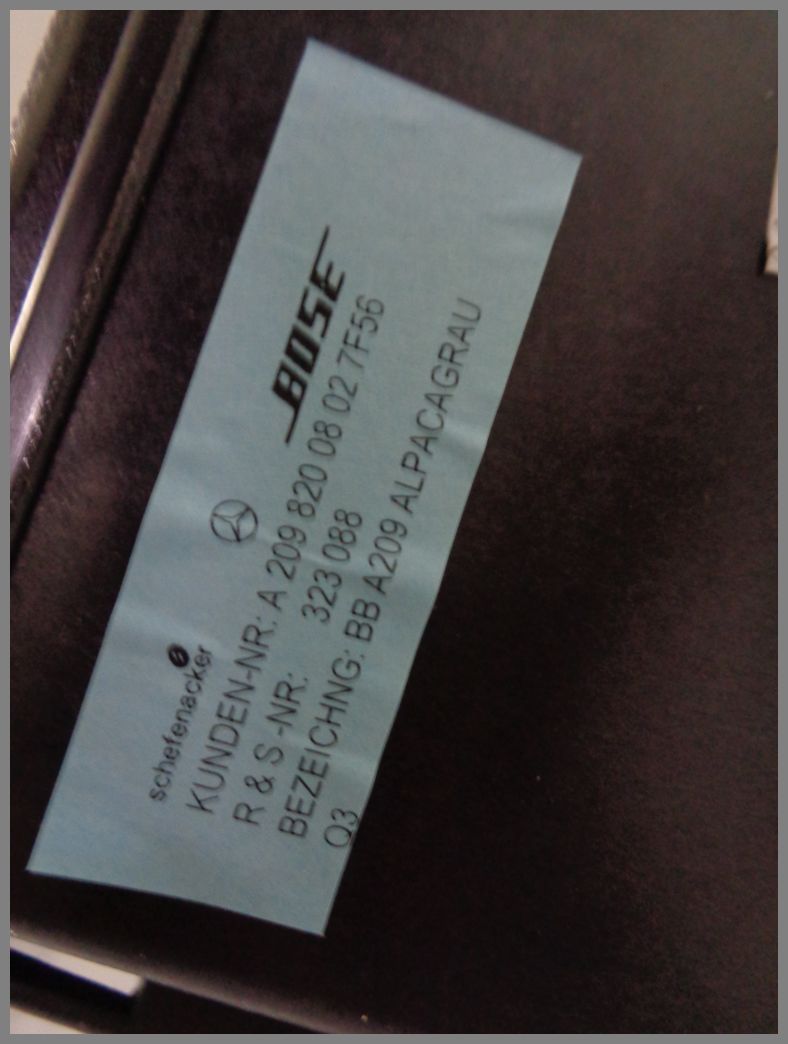 schefenacker
BOSE
KUNDEN-NR: A 209 820 08 02 7F56
R & S -NR: 323 088
BEZEICHNG: BB A209 ALPACAGRAU
Q3